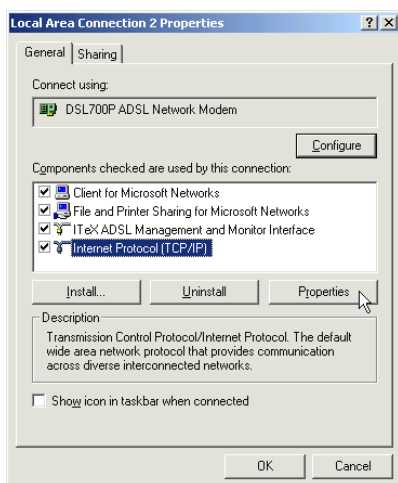 Local Area Connection 2 Properties
General Sharing
Connect using:
DSL700P ADSL Network Modem
Configure
Components checked are used by this connection:
Client for Microsoft Networks
File and Printer Sharing for Microsoft Networks
ITeX ADSL Management and Monitor Interface
Internet Protocol (TCP/IP)
Install... Uninstall Properties
Description
Transmission Control Protocol/Internet Protocol. The default
wide area network protocol that provides communication
across diverse interconnected networks.
Show icon in taskbar when connected
OK Cancel